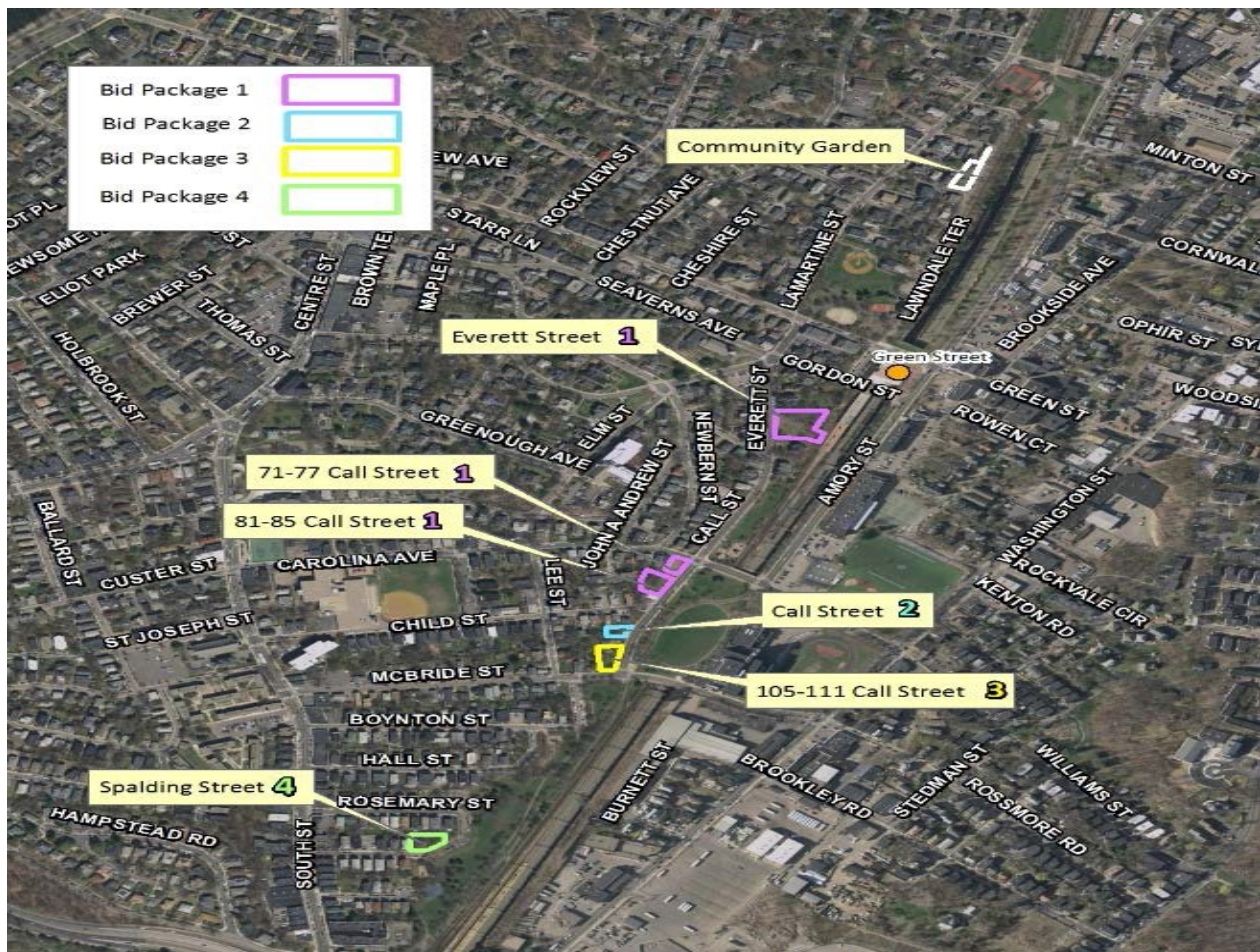 Bid Package 1
Bid Package 2
Bid Package 3
Bid Package 4
Community Garden
MINTON ST
EW AVE
ROCKVIEW ST
CHESTNUT AVE
STARR LN
CHESHIRE ST
LAMARTINE ST
LAWNDALE TER
CORNWAL
BROOKSIDE AVE
ELIOT PARK
BREWER ST
THOMAS ST
CENTRE ST
BROWN TER
MAPLE PL
SEAVERNS AVE
OPHIR ST
HOLBROOK ST
Everett Street 1
Green Street
GORDON ST
GREEN ST
WOODSI
ROWEN CT
EVERETT ST
NEWBERN ST
GREENOUGH AVE
ELM ST
AMORY ST
71-77 Call Street 1
JOHN A ANDREW ST
CALL ST
WASHINGTON ST
81-85 Call Street 1
BALLARD ST
CUSTER ST
CAROLINA AVE
LEE ST
ROCKVALE CIR
KENTON RD
Call Street 2
ST JOSEPH ST
CHILD ST
MCBRIDE ST
105-111 Call Street 3
BOYNTON ST
HALL ST
BURNETT ST
BROOKLEY RD
STEDMAN ST
WILLIAMS ST
ROSSMORE RD
Spalding Street 4
ROSEMARY ST
HAMPSTEAD RD
SOUTH ST